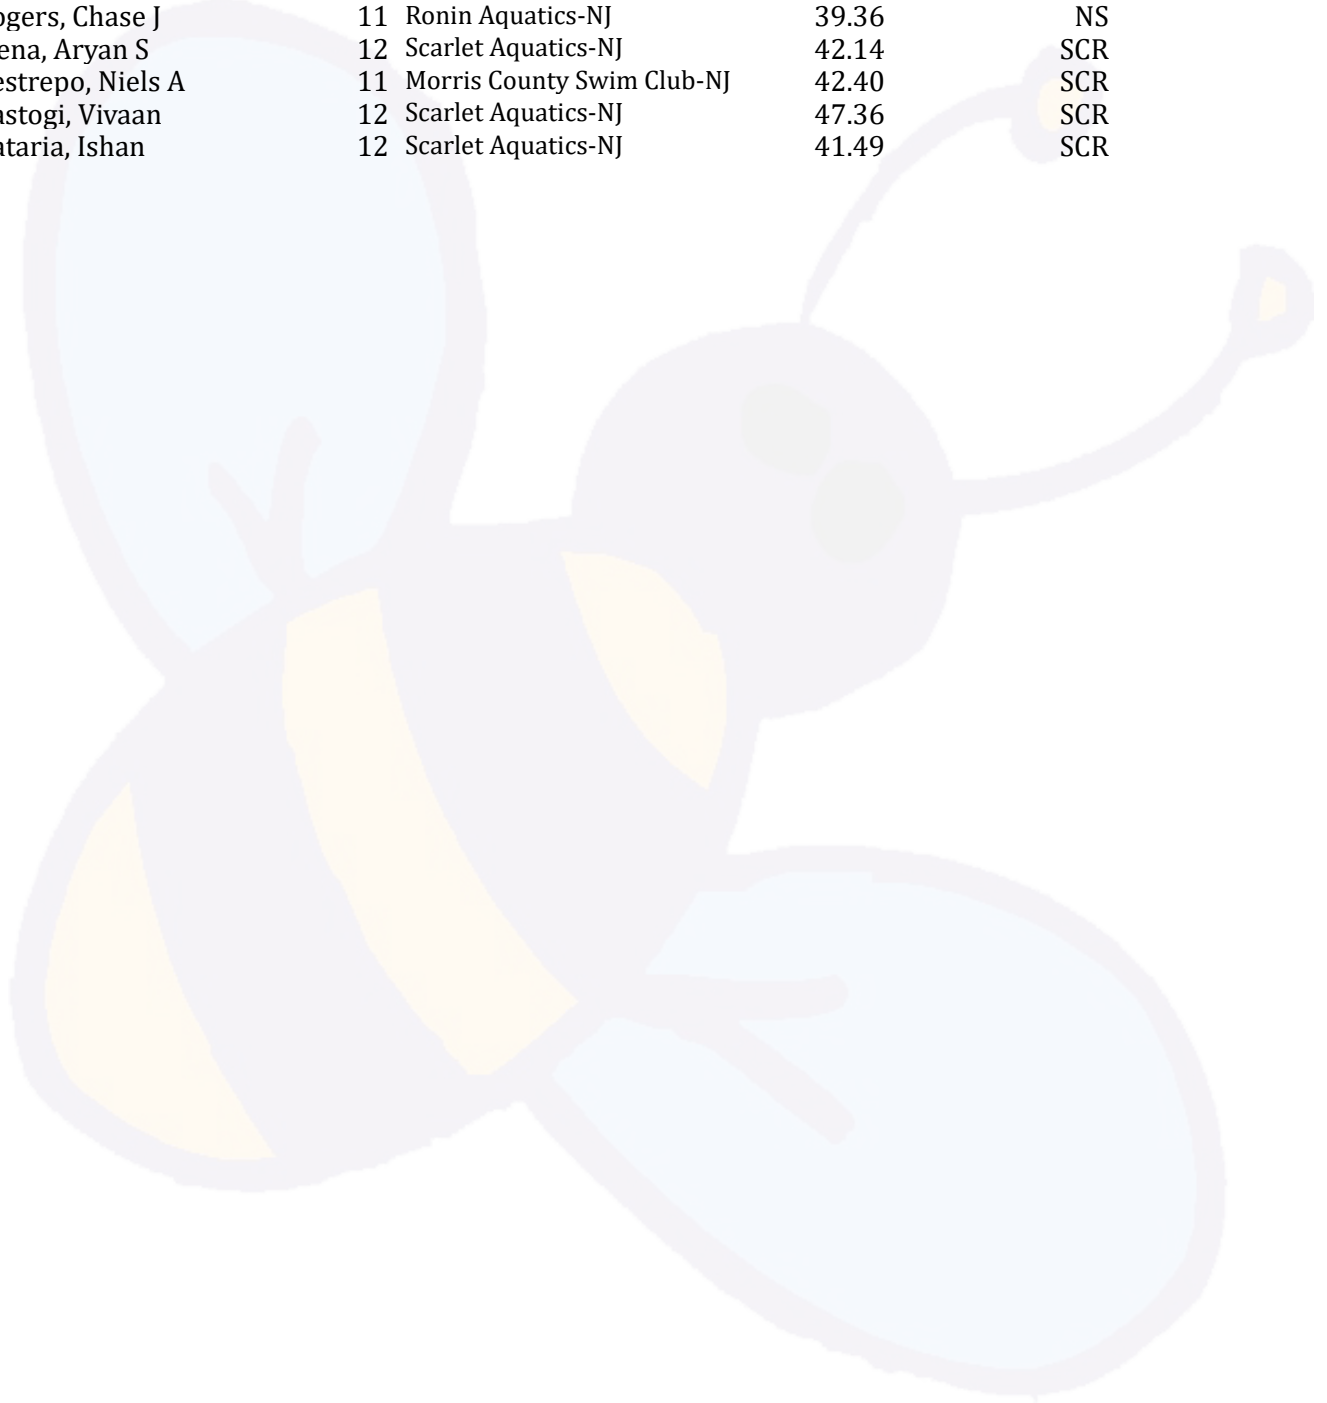 ogers, Chase J 11 Ronin Aquatics-NJ 39.36 NS
ena, Aryan S 12 Scarlet Aquatics-NJ 42.14 SCR
estrepo, Niels A 11 Morris County Swim Club-NJ 42.40 SCR
astogi, Vivaan 12 Scarlet Aquatics-NJ 47.36 SCR
ataria, Ishan 12 Scarlet Aquatics-NJ 41.49 SCR